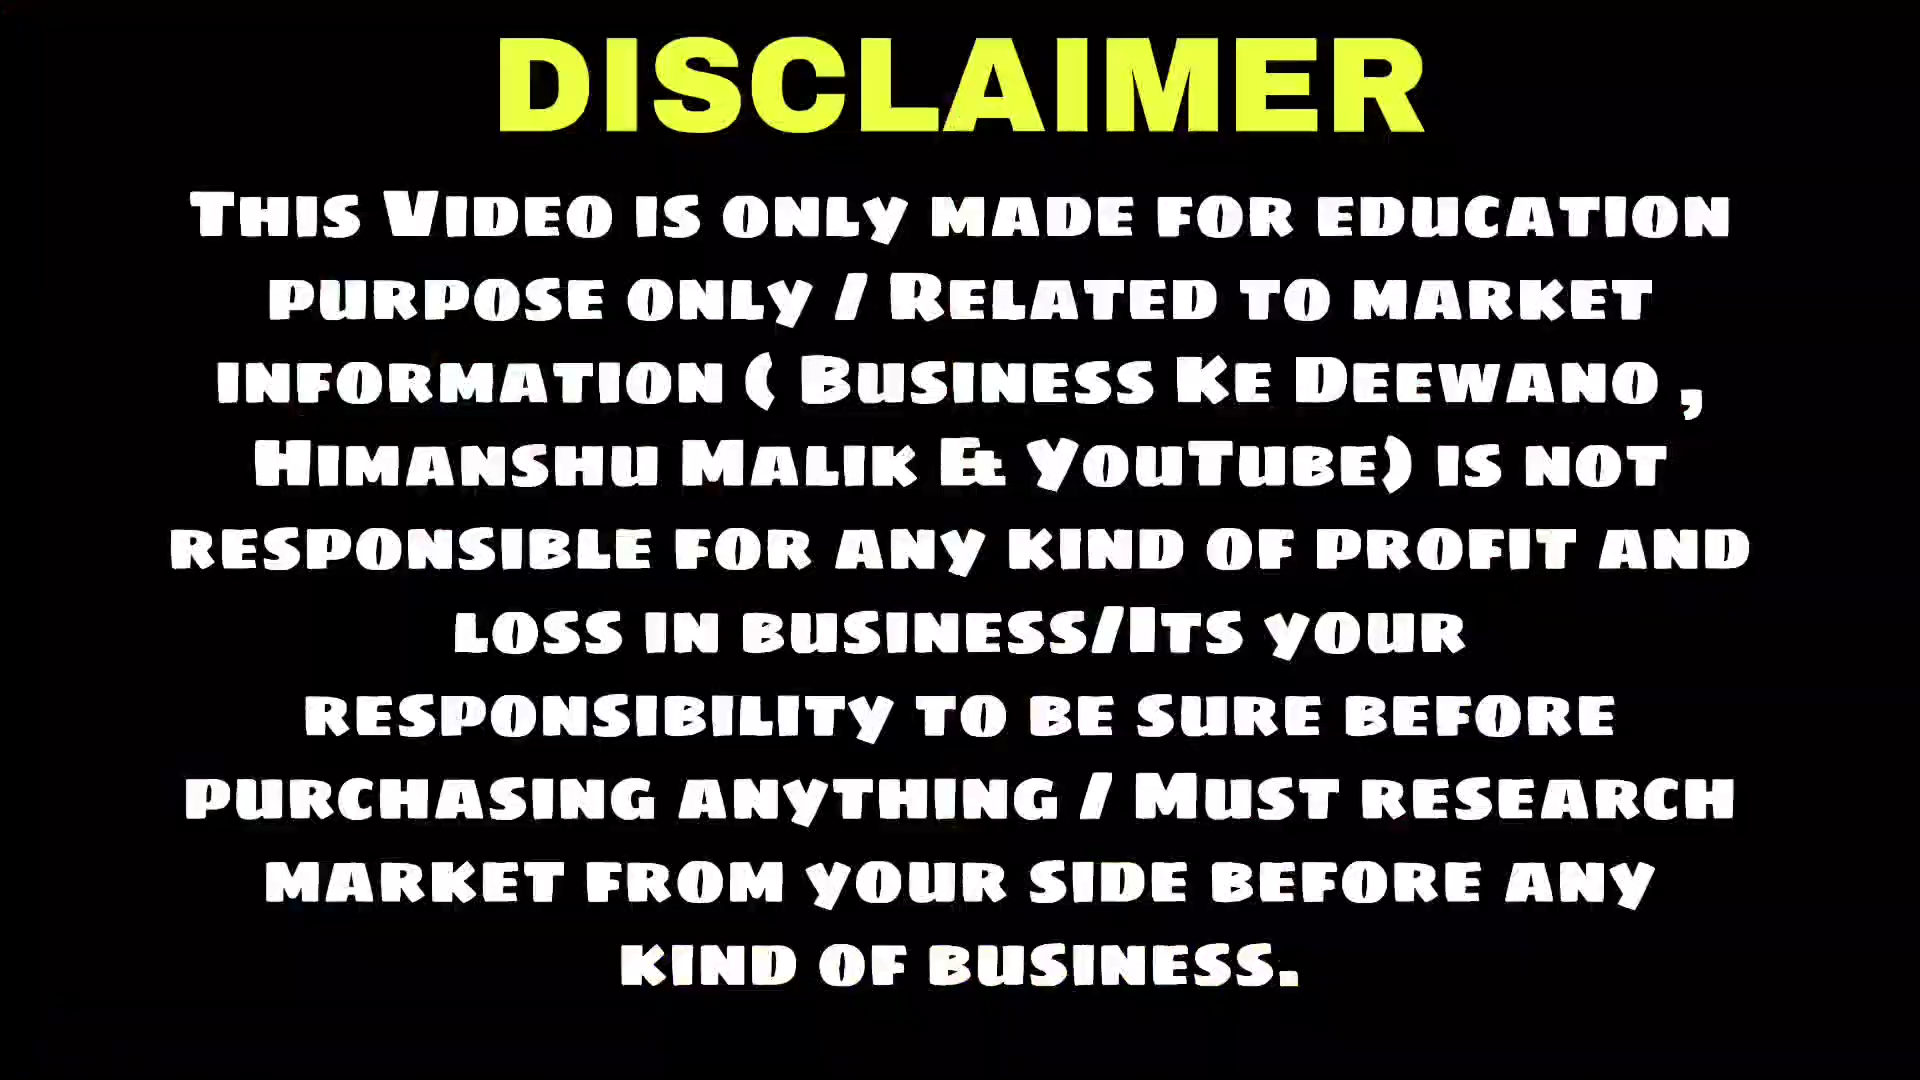 DISCLAIMER
This Video is only made for education
purpose only / Related to market
information ( Business Ke Deewano ,
Himanshu Malik & YouTube) is not
responsible for any kind of profit and
loss in business/Its your
responsibility to be sure before
purchasing anything / Must research
market from your side before any
kind of business.